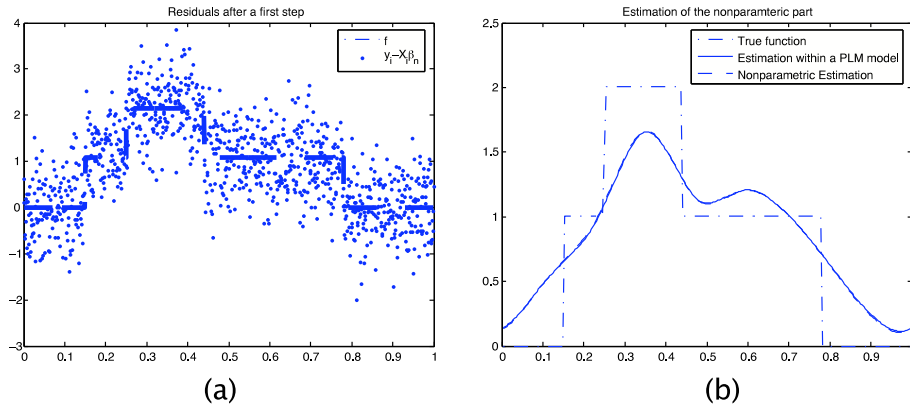 Residuals after a first step
f
y_i−X_iβ_n
4
3
2
1
0
−1
−2
−3
0 0.1 0.2 0.3 0.4 0.5 0.6 0.7 0.8 0.9 1
(a)
Estimation of the nonparamteric part
True function
Estimation within a PLM model
Nonparametric Estimation
2.5
2
1.5
1
0.5
0
0 0.1 0.2 0.3 0.4 0.5 0.6 0.7 0.8 0.9
(b)